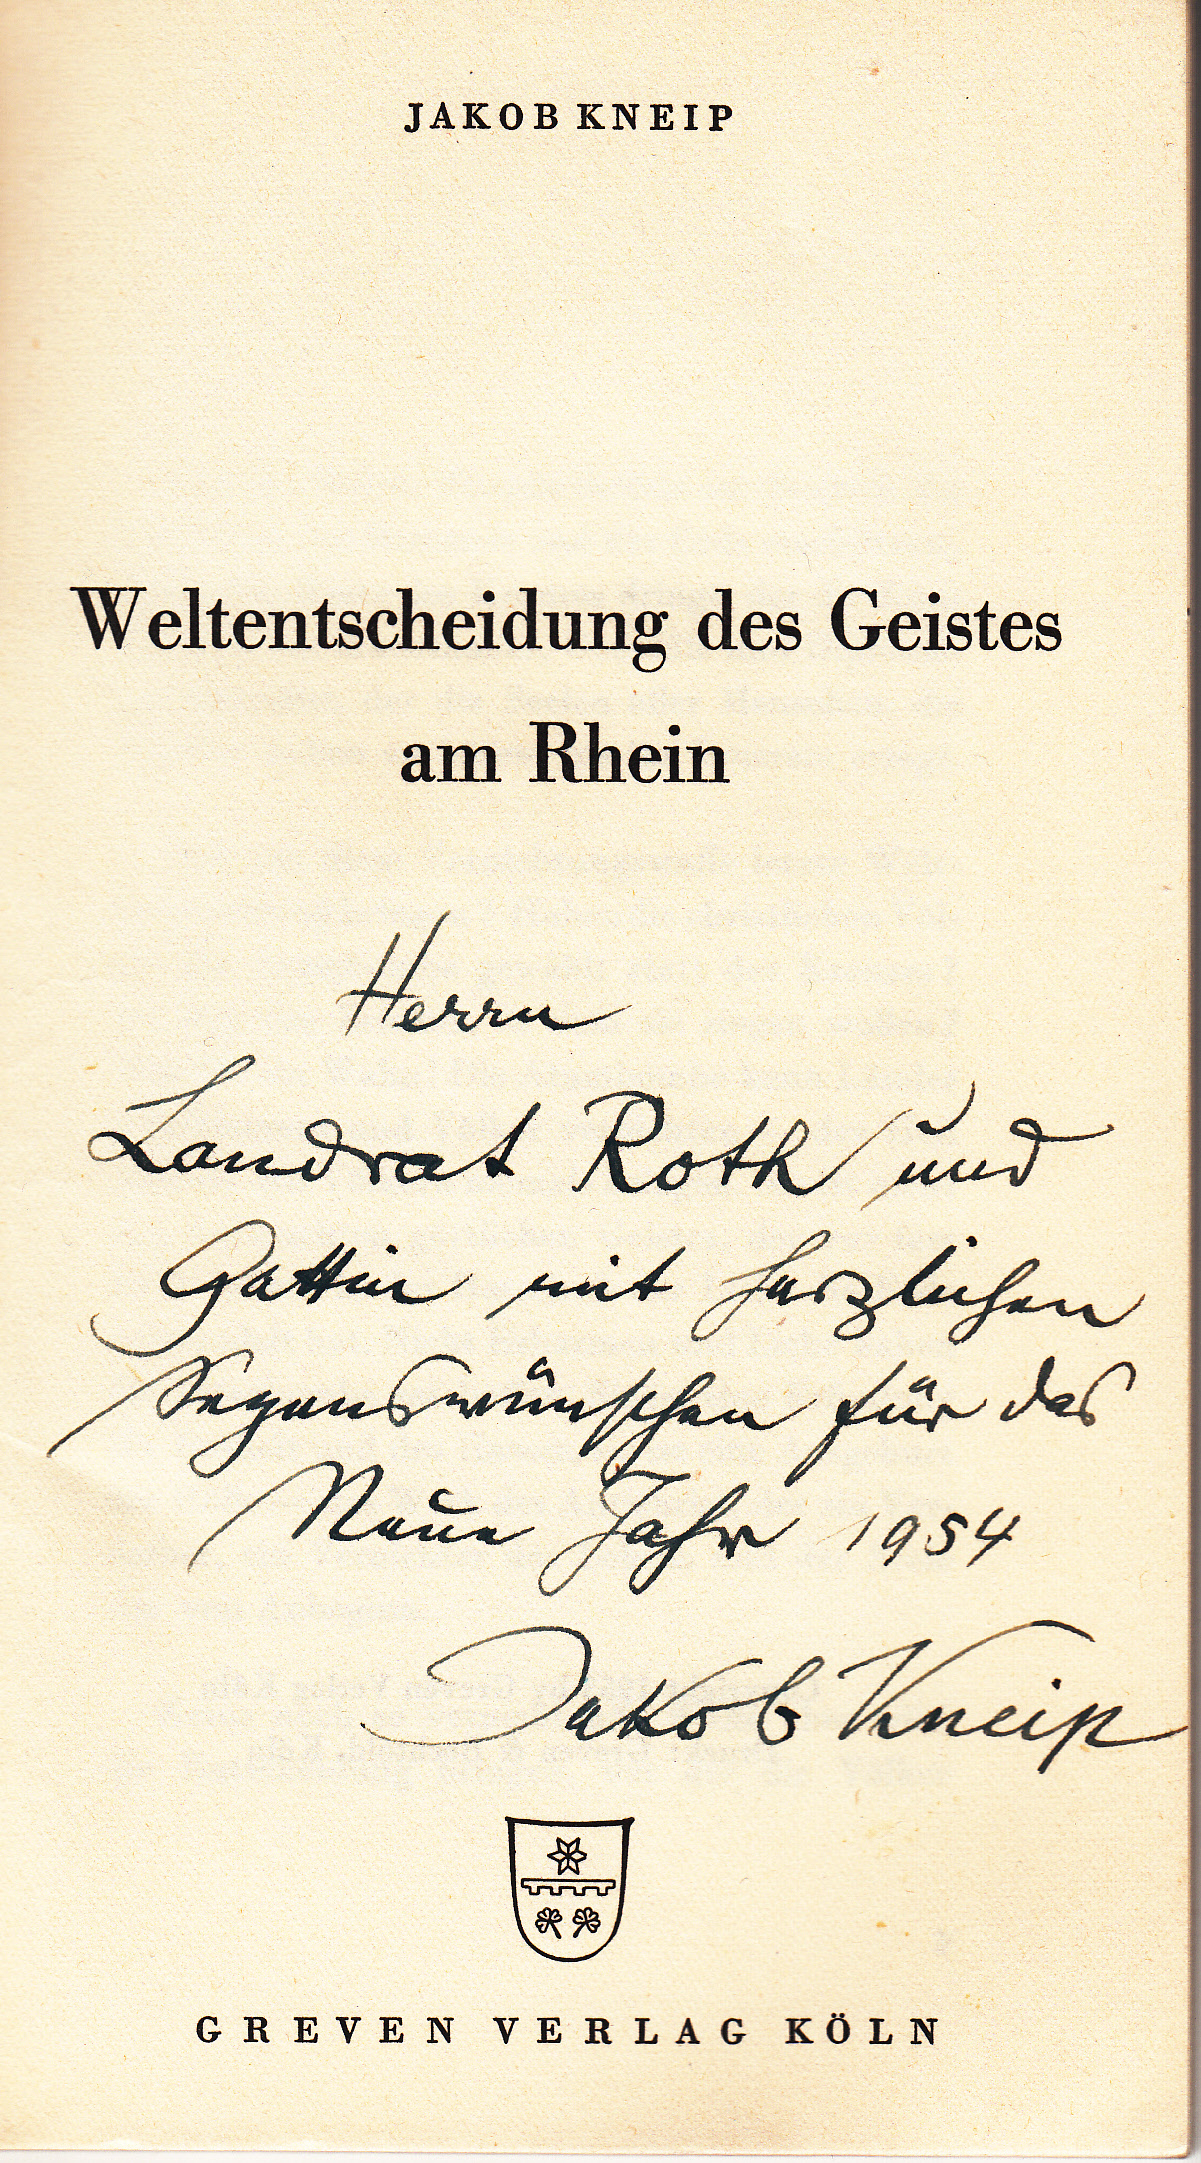 JAKOB KNEIP
Weltentscheidung des Geistes
am Rhein
Herrn
Landrat Roth und
Gattin mit herzlichen
Segenswünschen für das
Neue Jahr 1954
Jakob Kneip
GREVEN VERLAG KÖLN